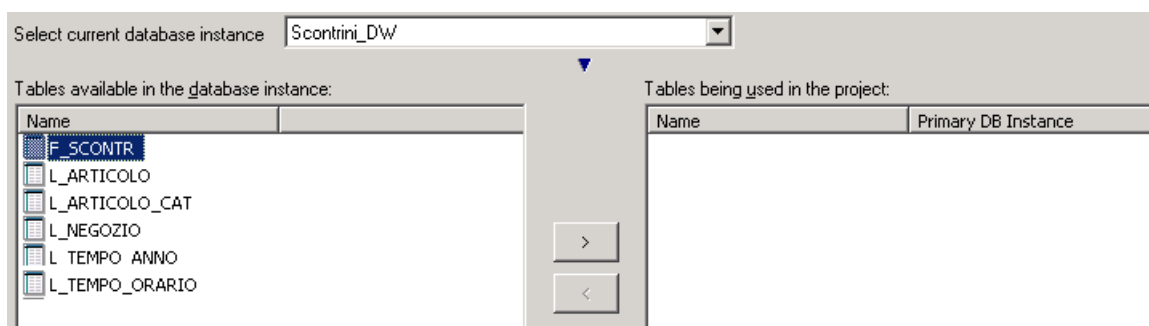 Select current database instance Scontrini_DW
Tables available in the database instance:
Name
F_SCONTR
L_ARTICOLO
L_ARTICOLO_CAT
L_NEGOZIO
L_TEMPO_ANNO
L_TEMPO_ORARIO
>
<
Tables being used in the project:
Name Primary DB Instance